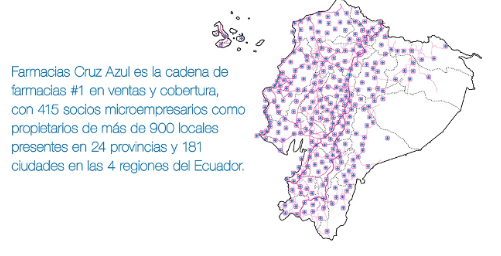 Farmacias Cruz Azul es la cadena de
farmacias #1 en ventas y cobertura,
con 415 socios microempresarios como
propietarios de más de 900 locales
presentes en 24 provincias y 181
ciudades en las 4 regiones del Ecuador.